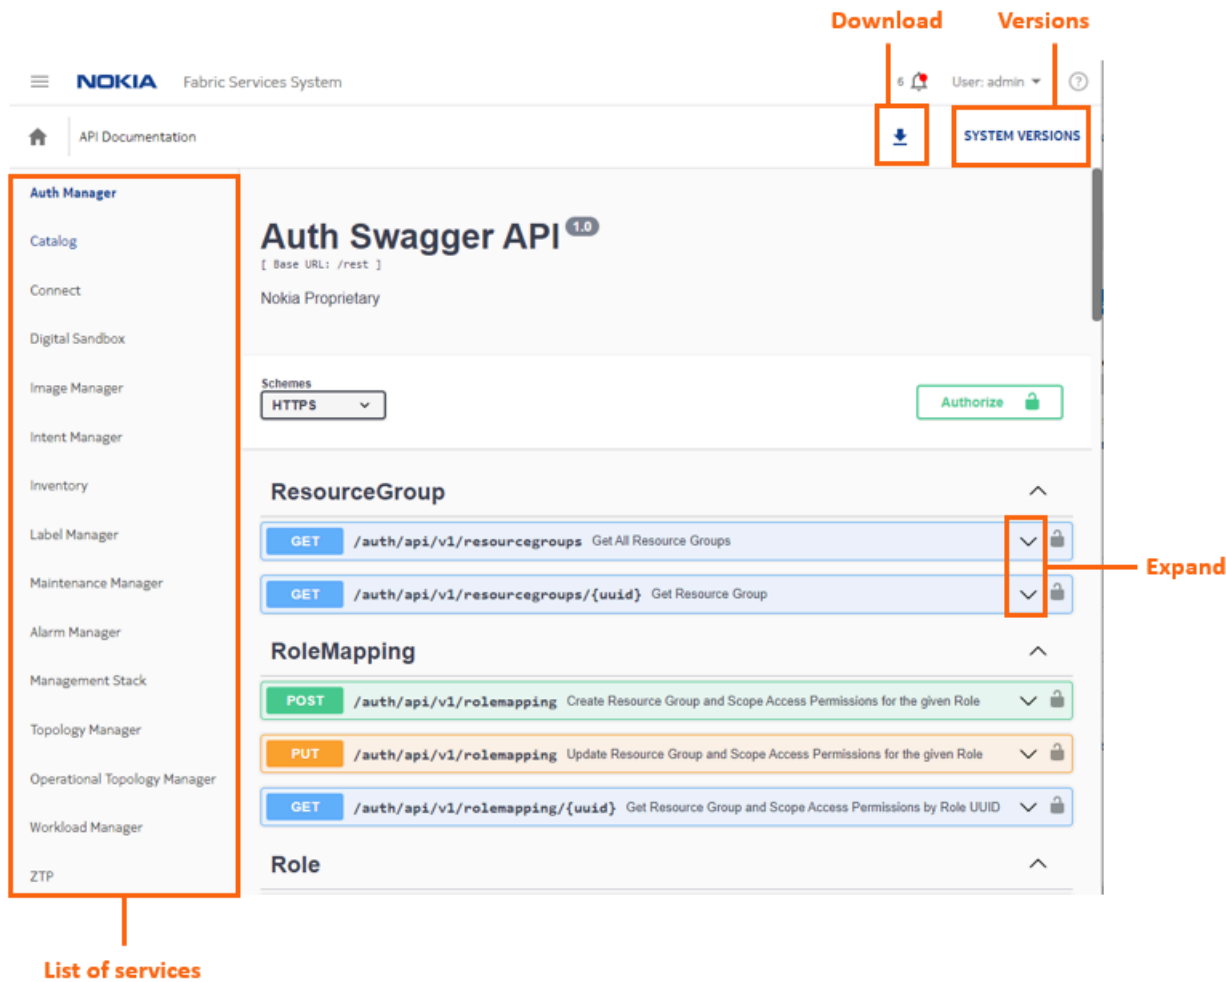 Download Versions
NOKIA Fabric Services System 6 User: admin ?
API Documentation SYSTEM VERSIONS
Auth Manager
Catalog
Connect
Digital Sandbox
Image Manager
Intent Manager
Inventory
Label Manager
Maintenance Manager
Alarm Manager
Management Stack
Topology Manager
Operational Topology Manager
Workload Manager
ZTP
List of services
Auth Swagger API 1.0
[ Base URL: /rest ]
Nokia Proprietary
Schemes
HTTPS
Authorize
ResourceGroup
GET /auth/api/v1/resourcegroups Get All Resource Groups
GET /auth/api/v1/resourcegroups/{uuid} Get Resource Group
Expand
RoleMapping
POST /auth/api/v1/rolemapping Create Resource Group and Scope Access Permissions for the given Role
PUT /auth/api/v1/rolemapping Update Resource Group and Scope Access Permissions for the given Role
GET /auth/api/v1/rolemapping/{uuid} Get Resource Group and Scope Access Permissions by Role UUID
Role